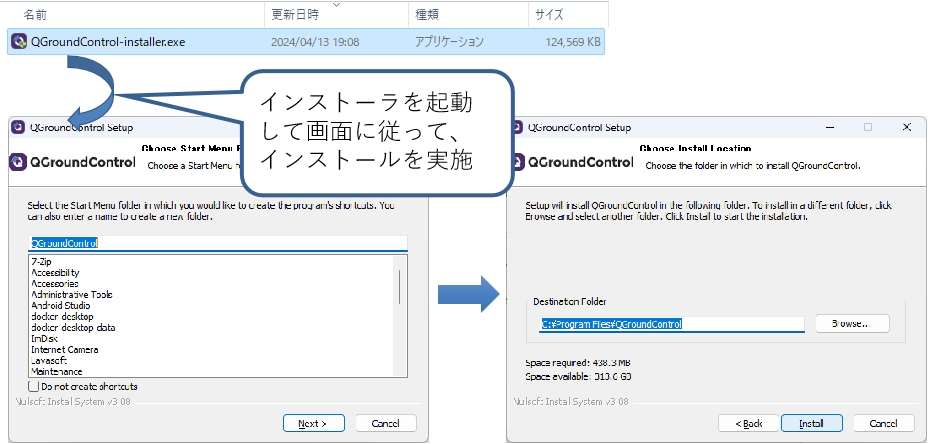 名前 更新日時 種類 サイズ
QGroundControl-installer.exe 2024/04/13 19:08 アプリケーション 124,569 KB
インストーラを起動
して画面に従って、
インストールを実施
QGroundControl Setup
Choose Start Menu F
QGroundControl
Choose a Start Menu fo
Select the Start Menu folder in which you would like to create the program's shortcuts. You
can also enter a name to create a new folder.
QGroundControl
7-Zip
Accessibility
Accessories
Administrative Tools
Android Studio
docker-desktop
docker-desktop-data
ImDisk
Internet Camera
Lavasoft
Maintenance
Do not create shortcuts
Nullsoft Install System v3.08
Next >
Cancel
QGroundControl Setup
Choose Install Location
QGroundControl
Choose the folder in which to install QGroundControl.
Setup will install QGroundControl in the following folder. To install in a different folder, click
Browse and select another folder. Click Install to start the installation.
Destination Folder
C:¥Program Files¥QGroundControl
Browse...
Space required: 438.3 MB
Space available: 313.6 GB
Nullsoft Install System v3.08
< Back
Install
Cancel